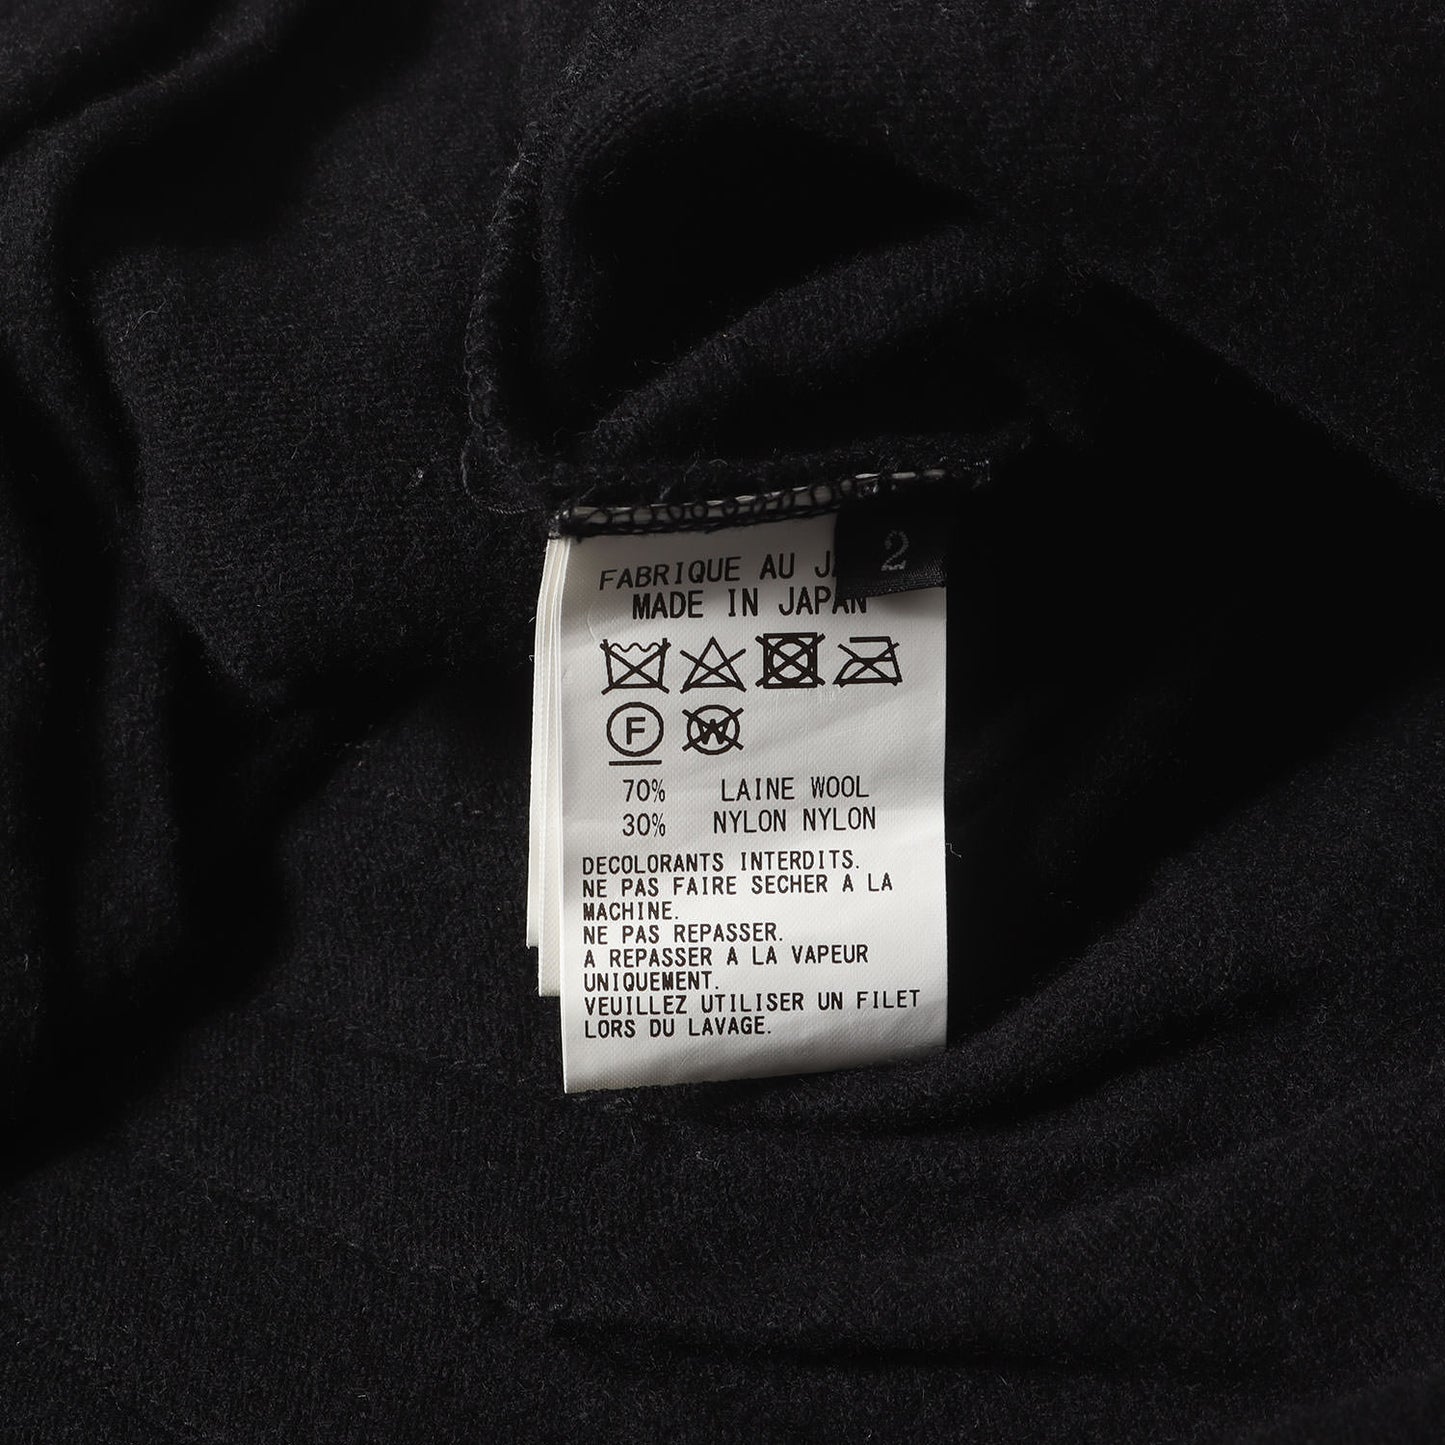 2
FABRIQUE AU
MADE IN JAPAN
F
W
70% LAINE WOOL
30% NYLON NYLON
DECOLORANTS INTERDITS.
NE PAS FAIRE SECHER A LA
MACHINE.
NE PAS REPASSER.
A REPASSER A LA VAPEUR
UNIQUEMENT.
VEUILLEZ UTILISER UN FILET
LORS DU LAVAGE.